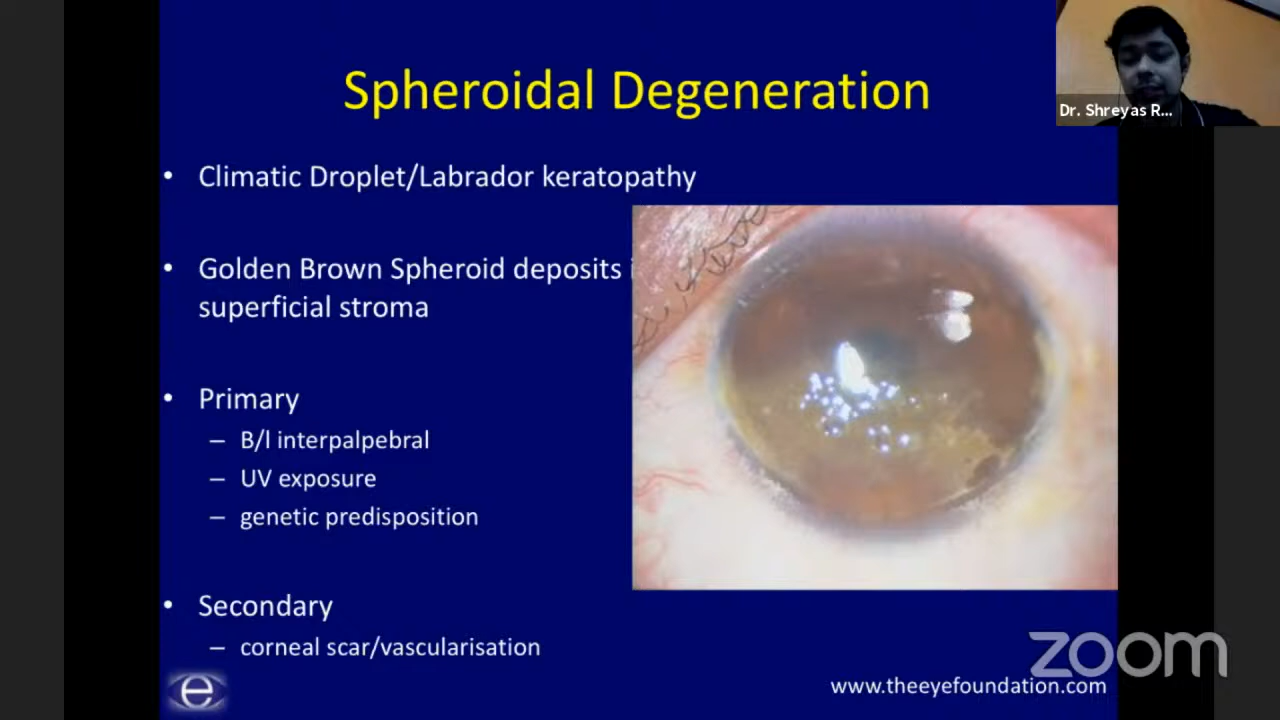 Spheroidal Degeneration
Dr. Shreyas R...
• Climatic Droplet/Labrador keratopathy
• Golden Brown Spheroid deposits
superficial stroma
• Primary
– B/l interpalpebral
– UV exposure
– genetic predisposition
• Secondary
– corneal scar/vascularisation
e
zoom
www.theeyefoundation.com